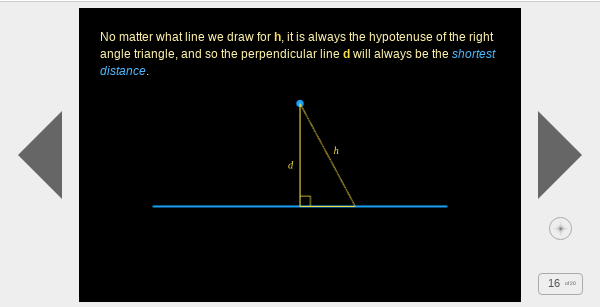 No matter what line we draw for h, it is always the hypotenuse of the right
angle triangle, and so the perpendicular line d will always be the shortest
distance.
h
d
16 of 20